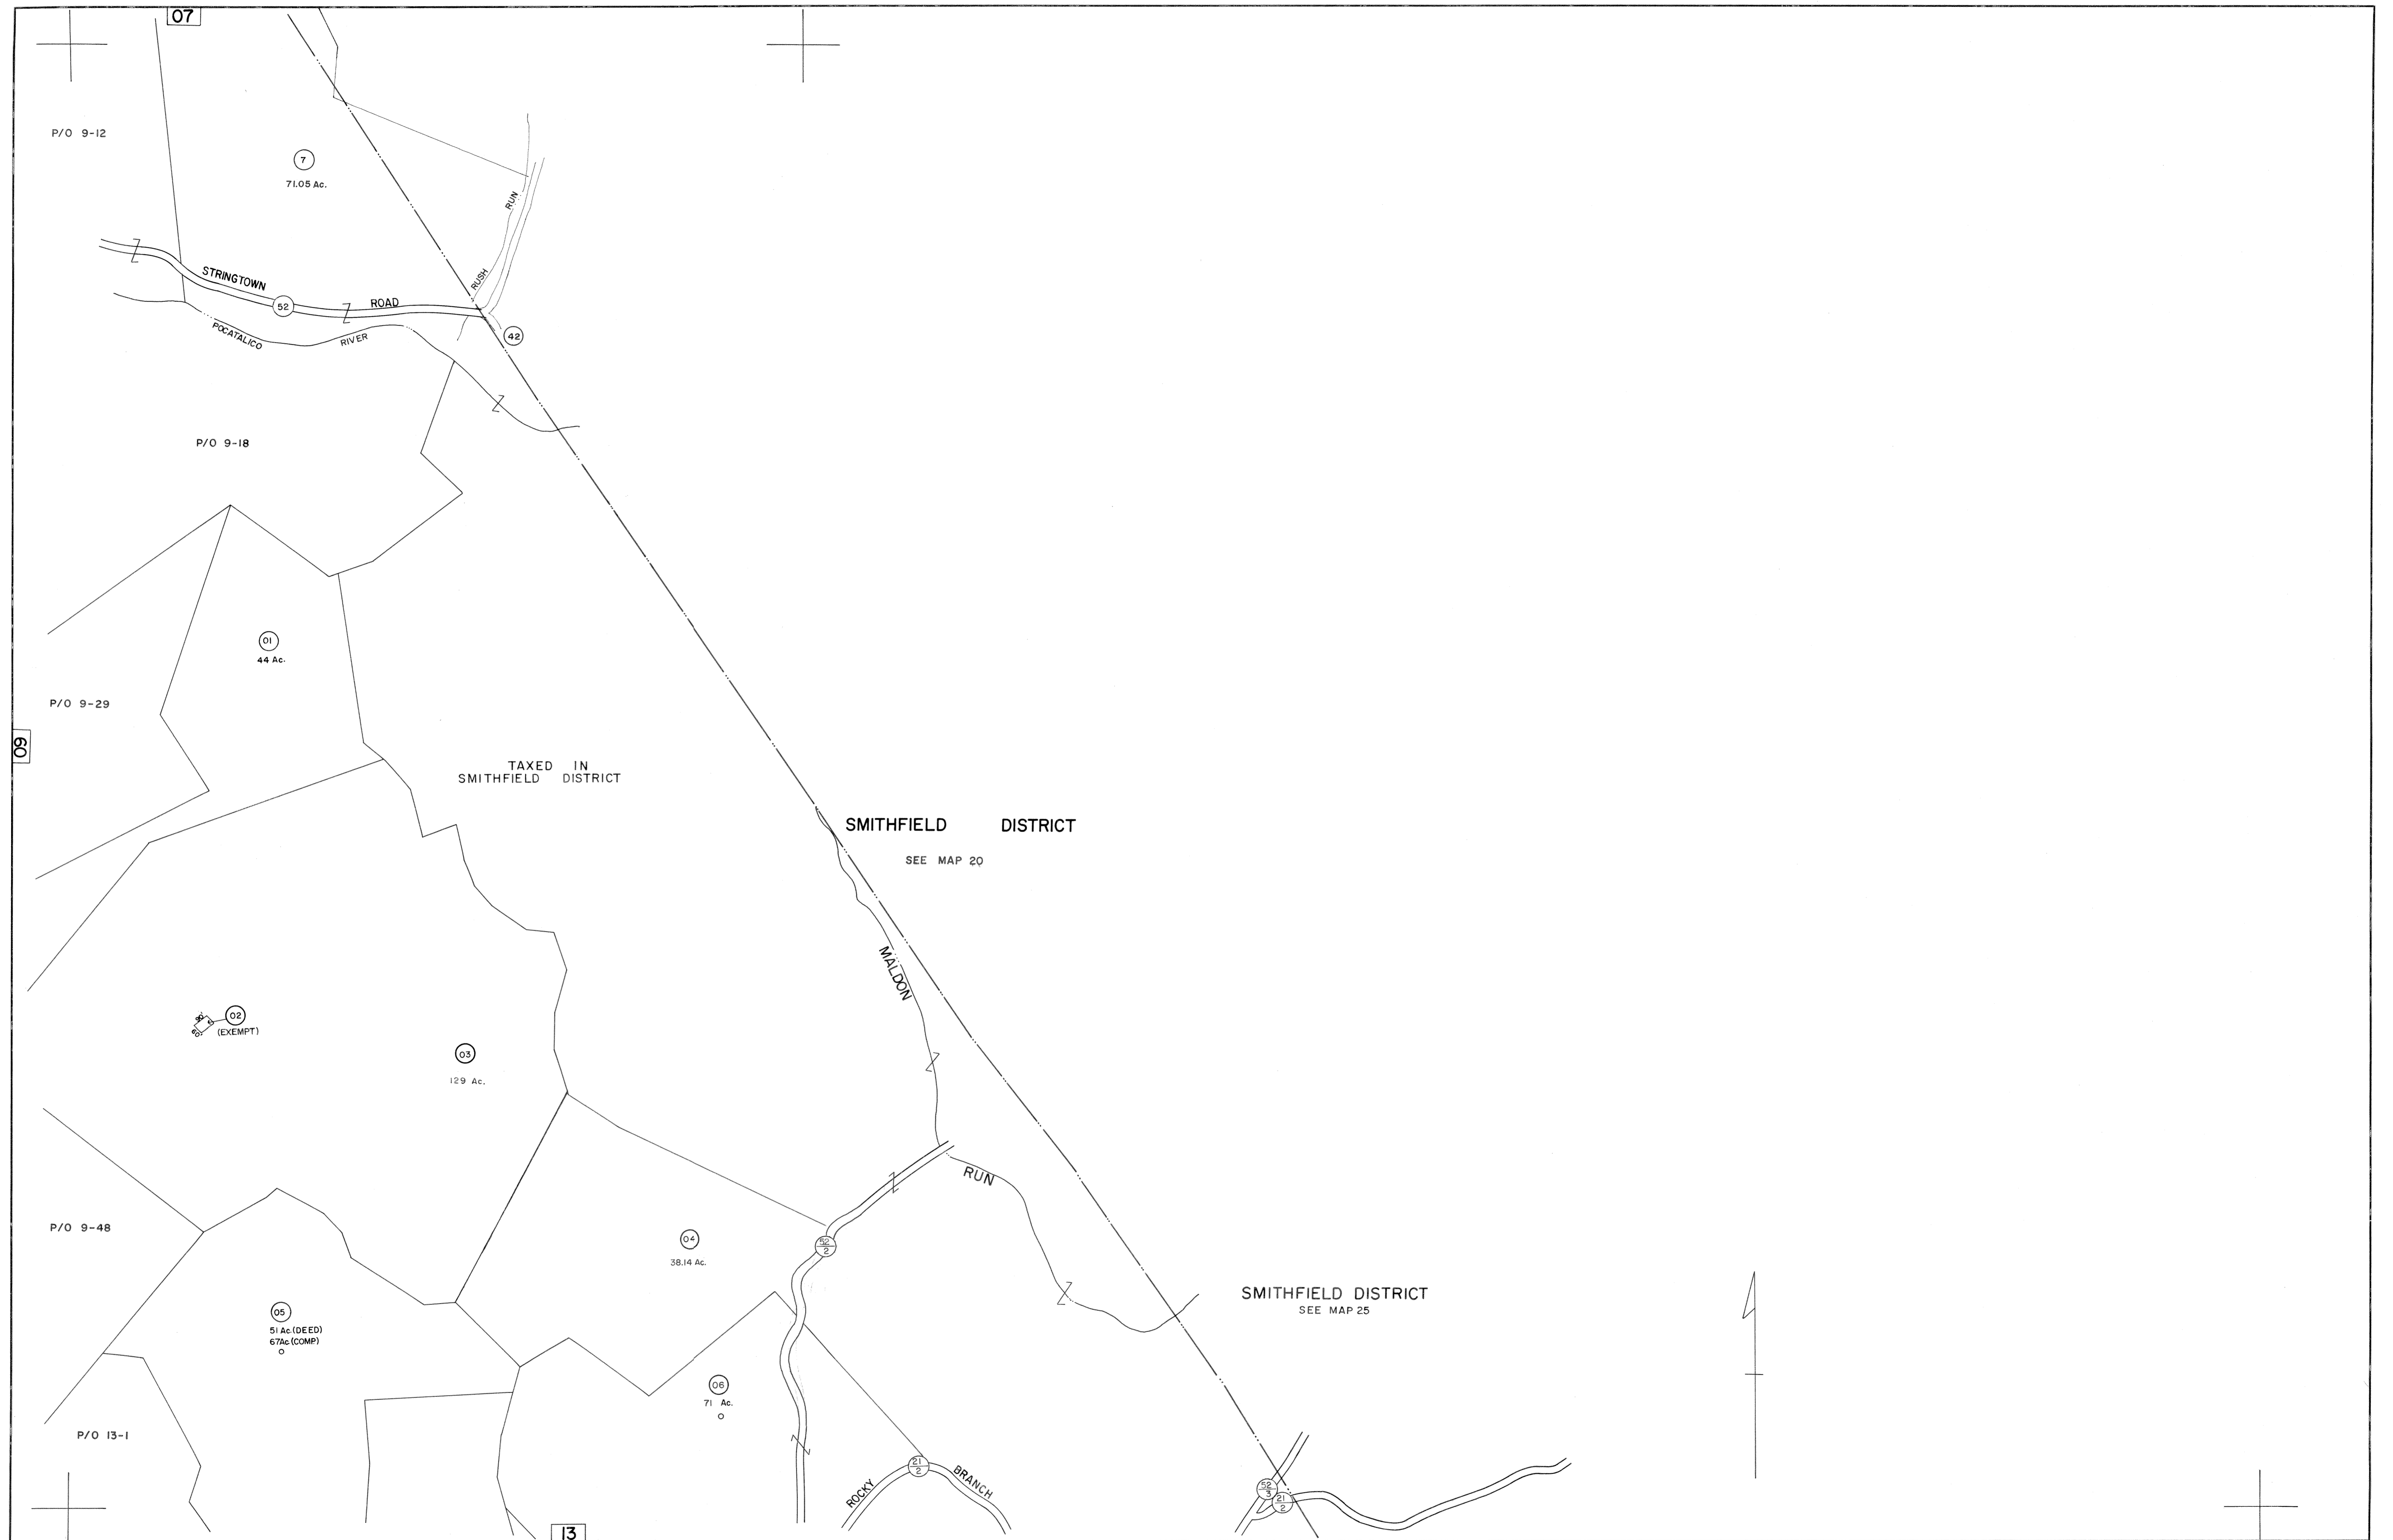 07
P/O 9-12
7
71.05 Ac.
RUSH RUN
STRINGTOWN ROAD
52
42
POCATALICO RIVER
P/O 9-18
01
44 Ac.
P/O 9-29
09
TAXED IN
SMITHFIELD DISTRICT
SMITHFIELD DISTRICT
SEE MAP 20
MALDON RUN
90'
60'
02
(EXEMPT)
03
129 Ac.
P/O 9-48
04
38.14 Ac.
52
2
SMITHFIELD DISTRICT
SEE MAP 25
05
51 Ac.(DEED)
67Ac.(COMP)
06
71 Ac.
P/O 13-1
ROCKY BRANCH
21
2
52
3
21
2
13